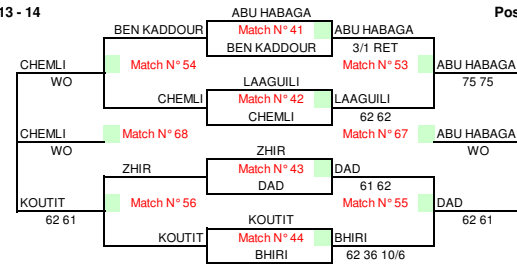 13 - 14
Pos
ABU HABAGA
BEN KADDOUR Match N° 41 ABU HABAGA
BEN KADDOUR 3/1 RET
CHEMLI Match N° 54 Match N° 53 ABU HABAGA
WO LAAGUILI 75 75
CHEMLI Match N° 42 LAAGUILI
CHEMLI 62 62
CHEMLI Match N° 68 Match N° 67 ABU HABAGA
WO ZHIR WO
ZHIR Match N° 43 DAD
DAD 61 62
KOUTIT Match N° 56 Match N° 55 DAD
62 61 KOUTIT 62 61
KOUTIT Match N° 44 BHIRI
BHIRI 62 36 10/6